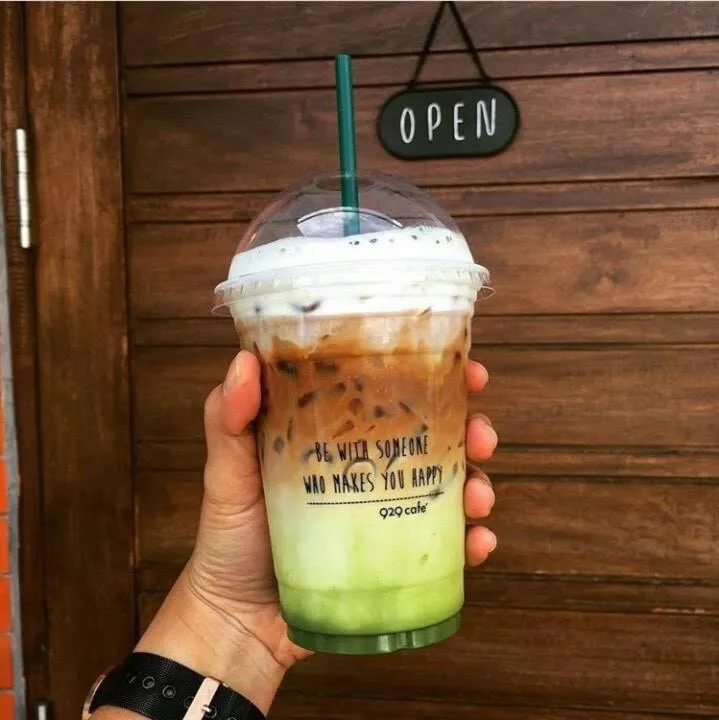 OPEN
BE WITH SOMEONE
WHO MAKES YOU HAPPY
929 cafe'